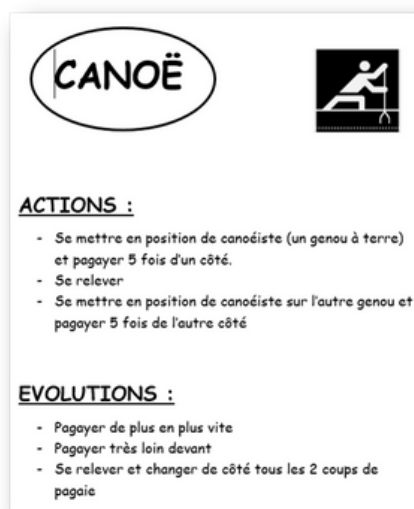 CANOË
ACTIONS :
- Se mettre en position de canoéiste (un genou à terre)
et pagayer 5 fois d'un côté.
- Se relever
- Se mettre en position de canoéiste sur l'autre genou et
pagayer 5 fois de l'autre côté
EVOLUTIONS :
- Pagayer de plus en plus vite
- Pagayer très loin devant
- Se relever et changer de côté tous les 2 coups de
pagaie